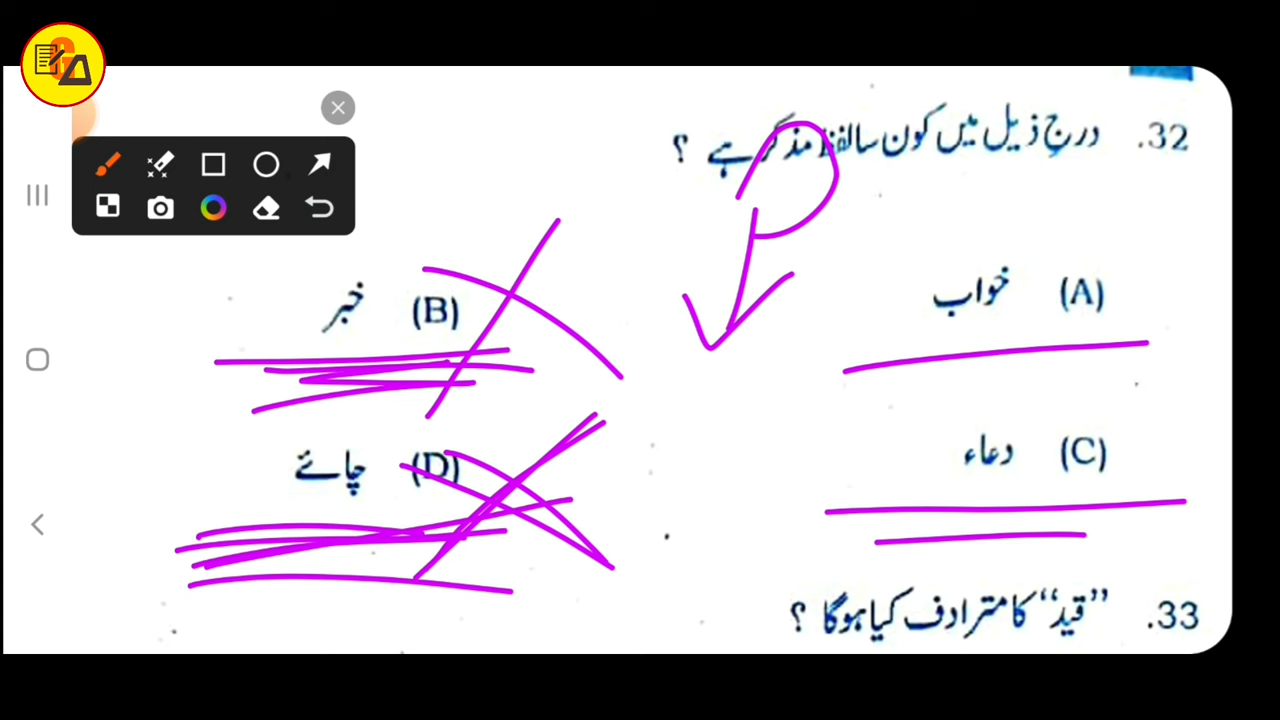 32. درجِ ذیل میں کون سا لفظ مذکر ہے ؟
(A) خواب (B) خبر
(C) دعاء (D) چائے
33. “قید” کا مترادف کیا ہوگا ؟